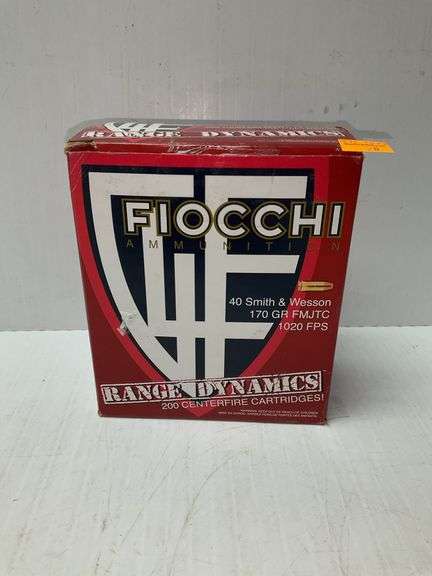 RANGE DYNAMICS
FIOCCHI
AMMUNITION
40 Smith & Wesson
170 GR FMJTC
1020 FPS
RANGE DYNAMICS
200 CENTERFIRE CARTRIDGES!